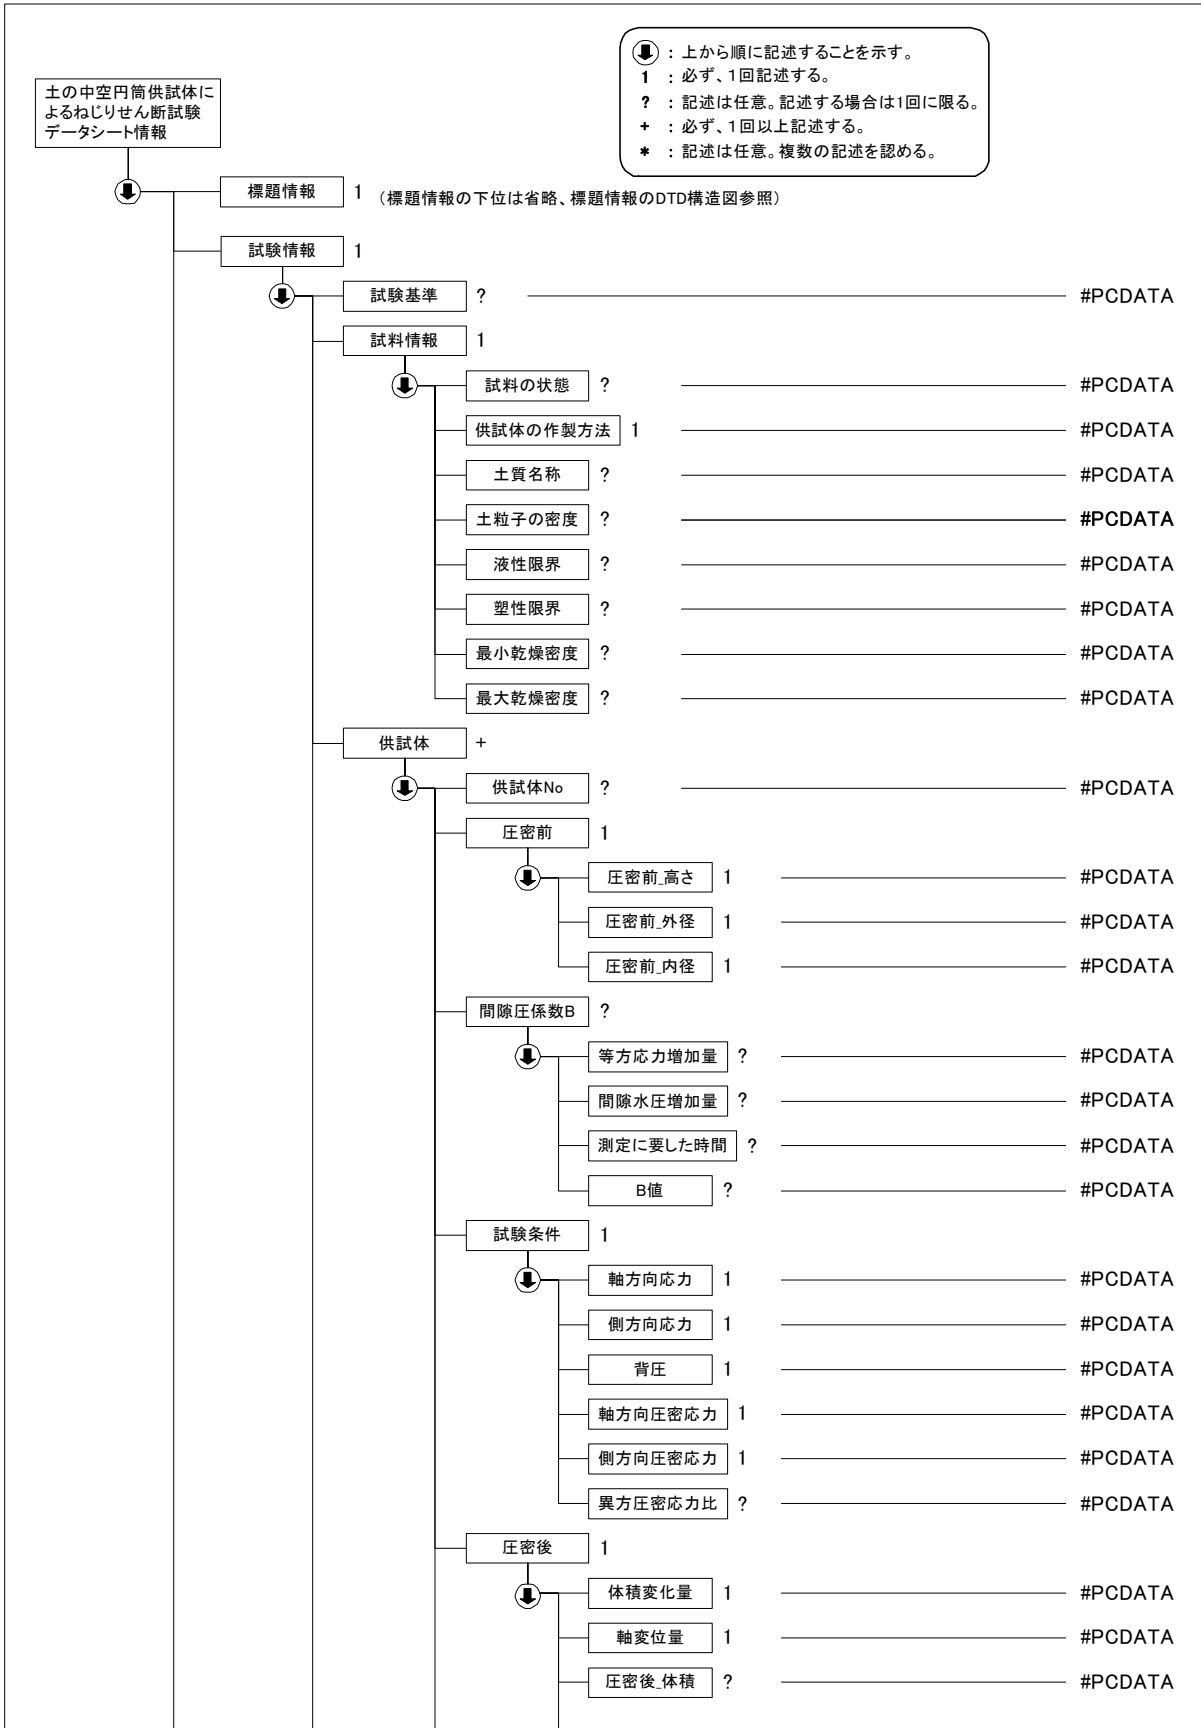 ： 上から順に記述することを示す。
1 ： 必ず、1回記述する。
? ： 記述は任意。記述する場合は1回に限る。
+ ： 必ず、1回以上記述する。
* ： 記述は任意。複数の記述を認める。
土の中空円筒供試体に
よるねじりせん断試験
データシート情報
標題情報 1 （標題情報の下位は省略、標題情報のDTD構造図参照）
試験情報 1
試験基準 ? #PCDATA
試料情報 1
試料の状態 ? #PCDATA
供試体の作製方法 1 #PCDATA
土質名称 ? #PCDATA
土粒子の密度 ? #PCDATA
液性限界 ? #PCDATA
塑性限界 ? #PCDATA
最小乾燥密度 ? #PCDATA
最大乾燥密度 ? #PCDATA
供試体 +
供試体No ? #PCDATA
圧密前 1
圧密前_高さ 1 #PCDATA
圧密前_外径 1 #PCDATA
圧密前_内径 1 #PCDATA
間隙圧係数B ?
等方応力増加量 ? #PCDATA
間隙水圧増加量 ? #PCDATA
測定に要した時間 ? #PCDATA
B値 ? #PCDATA
試験条件 1
軸方向応力 1 #PCDATA
側方向応力 1 #PCDATA
背圧 1 #PCDATA
軸方向圧密応力 1 #PCDATA
側方向圧密応力 1 #PCDATA
異方圧密応力比 ? #PCDATA
圧密後 1
体積変化量 1 #PCDATA
軸変位量 1 #PCDATA
圧密後_体積 ? #PCDATA